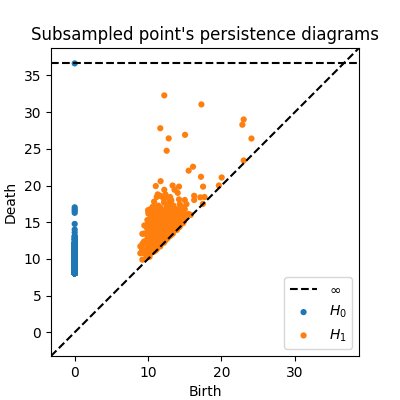 Subsampled point's persistence diagrams
Death
35
30
25
20
15
10
5
0
∞
H₀
H₁
0 10 20 30
Birth